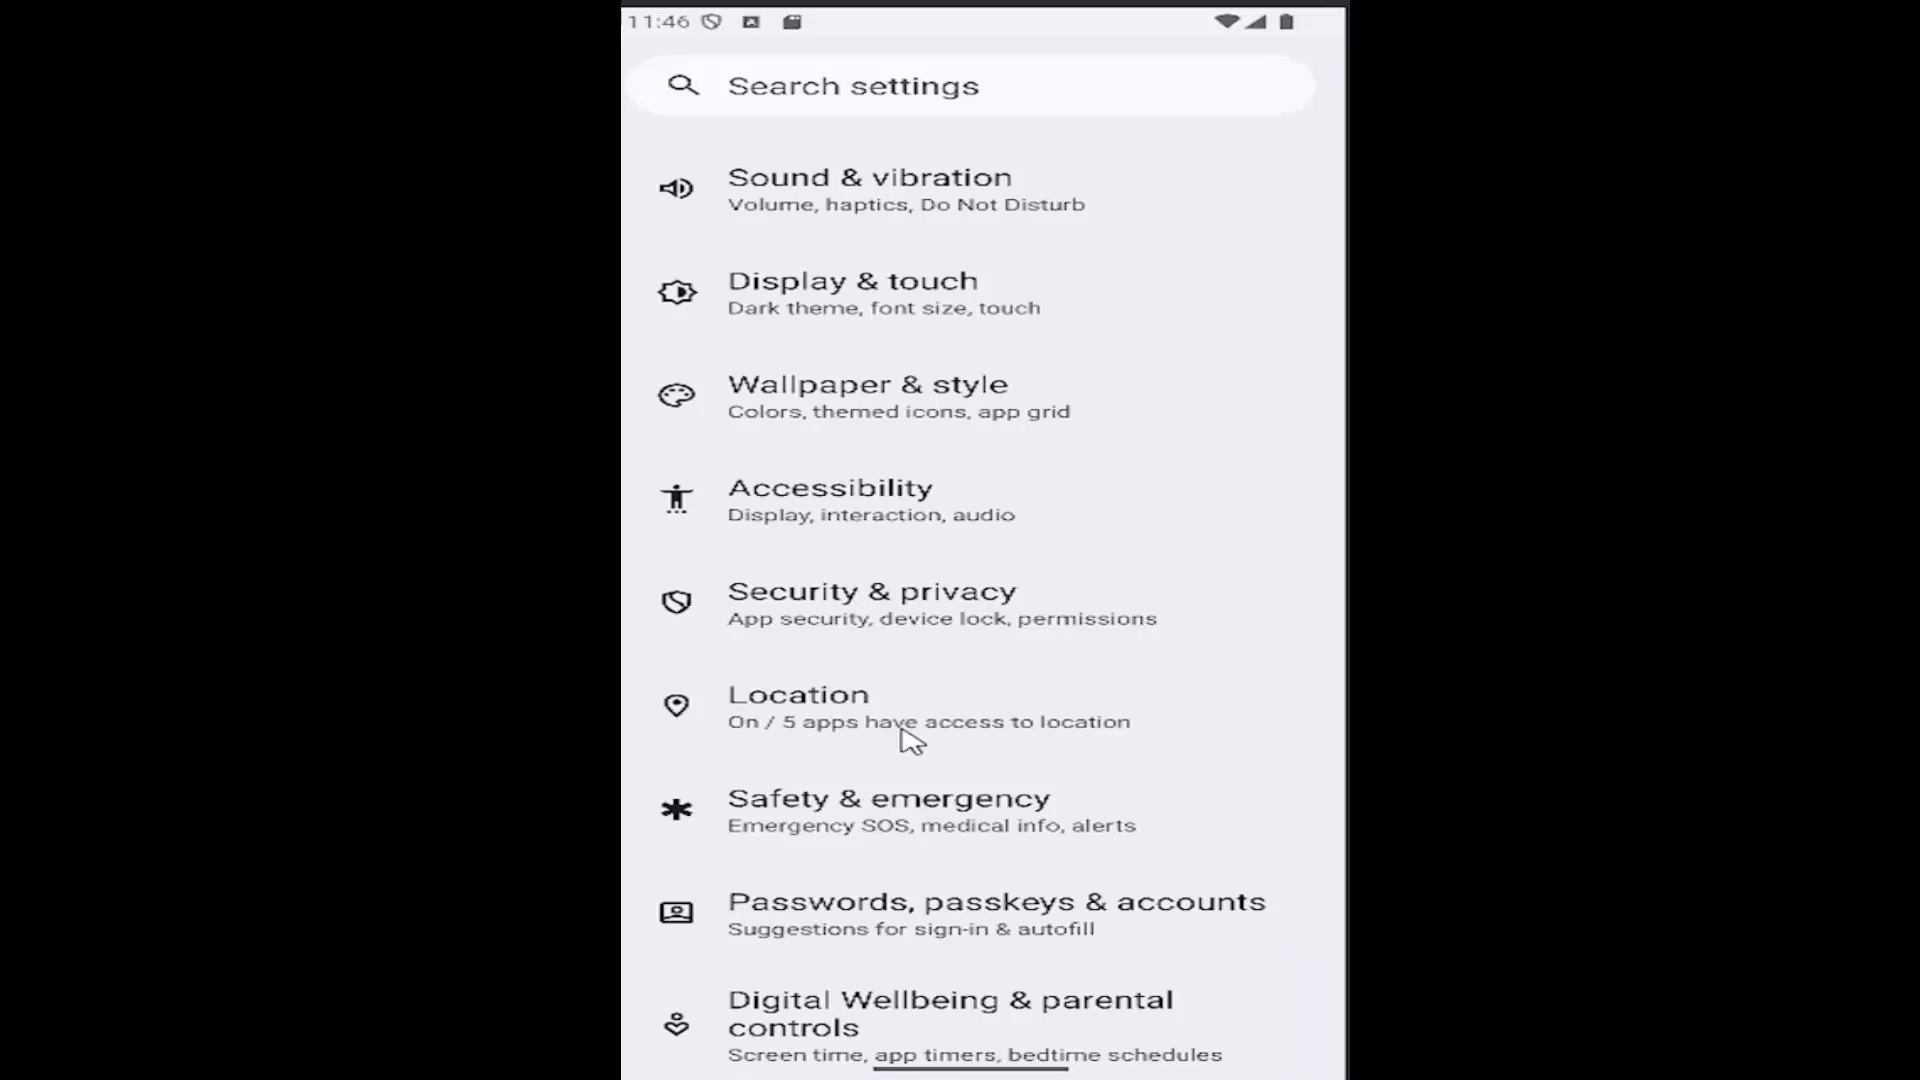 11:46
Search settings
Sound & vibration
Volume, haptics, Do Not Disturb
Display & touch
Dark theme, font size, touch
Wallpaper & style
Colors, themed icons, app grid
Accessibility
Display, interaction, audio
Security & privacy
App security, device lock, permissions
Location
On / 5 apps have access to location
Safety & emergency
Emergency SOS, medical info, alerts
Passwords, passkeys & accounts
Suggestions for sign-in & autofill
Digital Wellbeing & parental
controls
Screen time, app timers, bedtime schedules